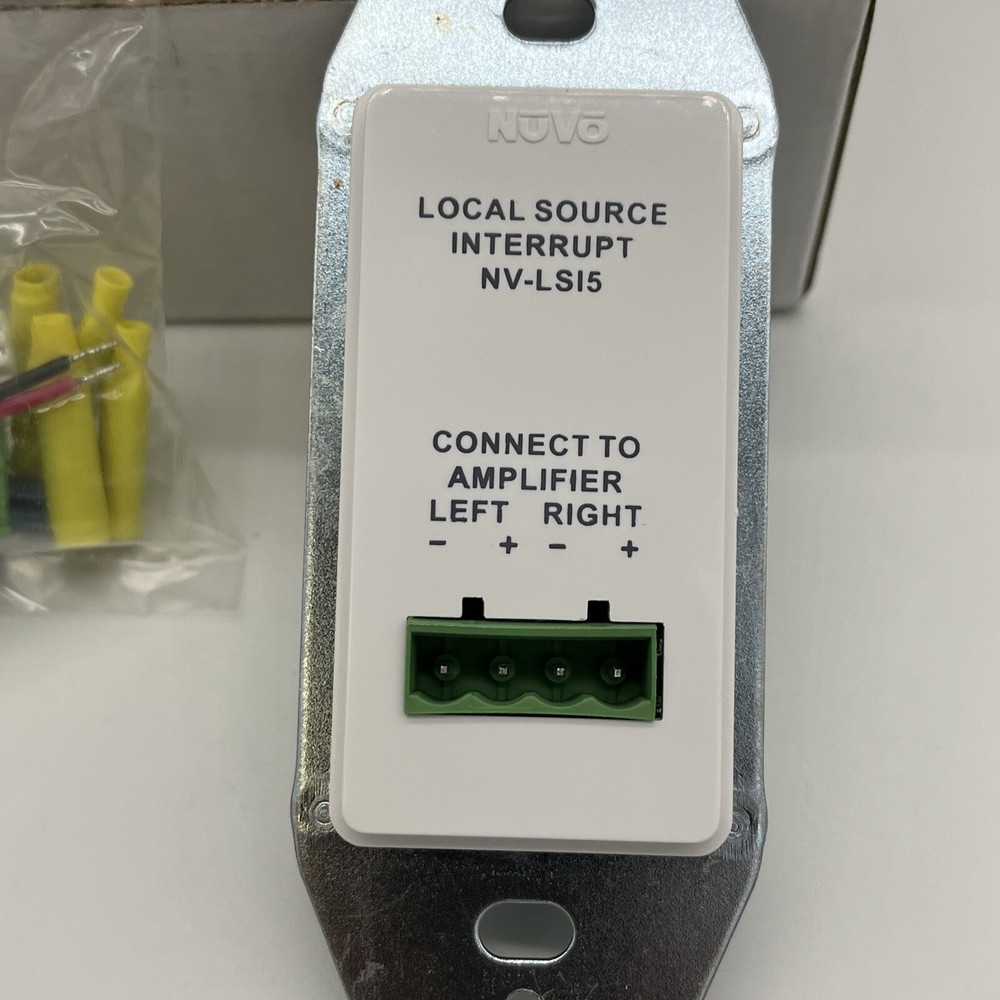 NUVO
LOCAL SOURCE
INTERRUPT
NV-LSI5
CONNECT TO
AMPLIFIER
LEFT RIGHT
- + - +